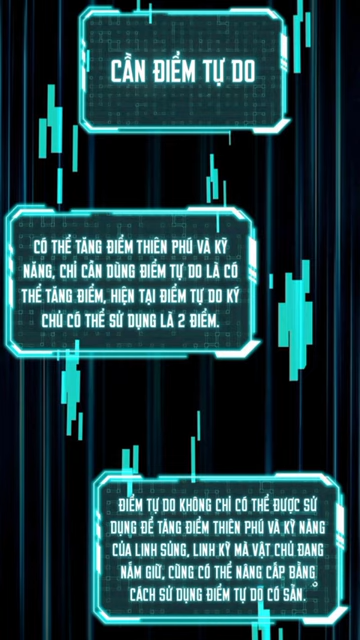 CẦN ĐIỂM TỰ DO
CÓ THỂ TĂNG ĐIỂM THIÊN PHÚ VÀ KỸ
NĂNG, CHỈ CẦN DÙNG ĐIỂM TỰ DO LÀ CÓ
THỂ TĂNG ĐIỂM, HIỆN TẠI ĐIỂM TỰ DO KÝ
CHỦ CÓ THỂ SỬ DỤNG LÀ 2 ĐIỂM.
ĐIỂM TỰ DO KHÔNG CHỈ CÓ THỂ ĐƯỢC SỬ
DỤNG ĐỂ TĂNG ĐIỂM THIÊN PHÚ VÀ KỸ NĂNG
CỦA LINH SỦNG, LINH KỸ MÀ VẬT CHỦ ĐANG
NẮM GIỮ, CŨNG CÓ THỂ NÂNG CẤP BẰNG
CÁCH SỬ DỤNG ĐIỂM TỰ DO CÓ SẴN.